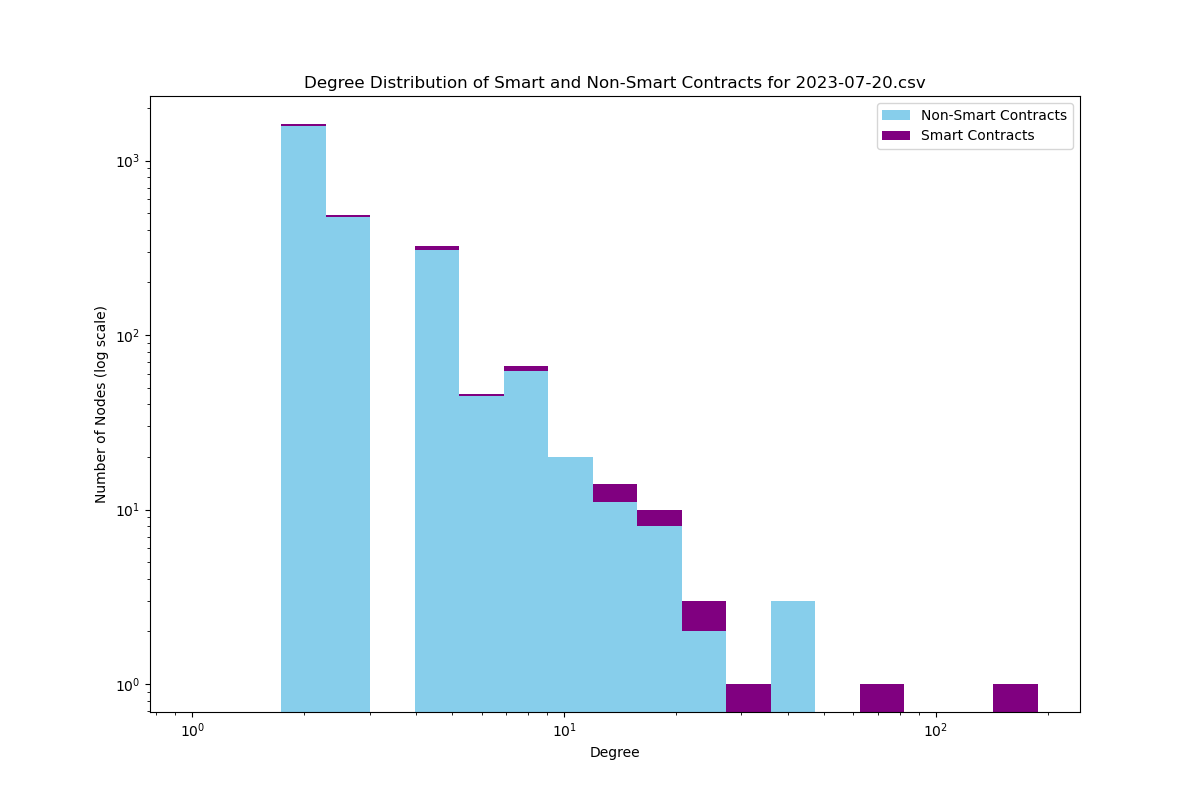 Degree Distribution of Smart and Non-Smart Contracts for 2023-07-20.csv
Non-Smart Contracts
Smart Contracts
Number of Nodes (log scale)
10³
10²
10¹
10⁰
10⁰ 10¹ 10²
Degree